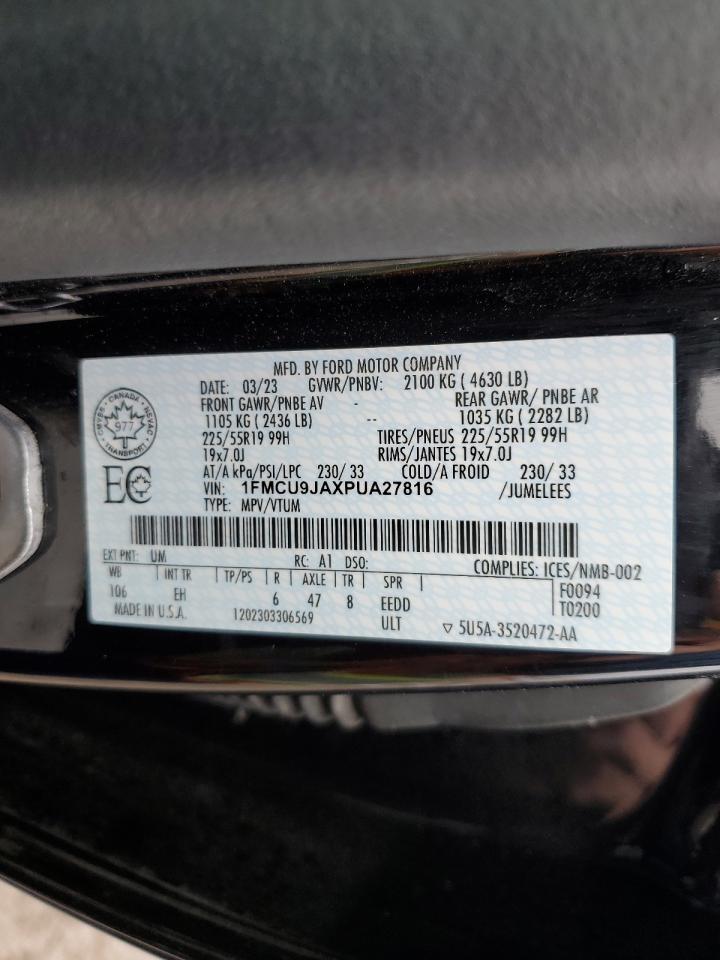 MFD. BY FORD MOTOR COMPANY
DATE: 03/23 GVWR/PNBV: 2100 KG ( 4630 LB)
FRONT GAWR/PNBE AV - REAR GAWR/ PNBE AR
1105 KG ( 2436 LB) -- 1035 KG ( 2282 LB)
225/55R19 99H TIRES/PNEUS 225/55R19 99H
19x7.0J RIMS/JANTES 19x7.0J
AT/A kPa/PSI/LPC 230/ 33 COLD/A FROID 230/ 33
VIN: 1FMCU9JAXPUA27816 /JUMELEES
TYPE: MPV/VTUM
CANADA
CMVSS NSVAC
977
TRANSPORT
EC
EXT PNT: UM RC: A1 DSO: COMPLIES: ICES/NMB-002
WB INT TR TP/PS R AXLE TR SPR F0094
106 EH 6 47 8 EEDD T0200
MADE IN U.S.A. 1202303306569 ULT ▽ 5U5A-3520472-AA